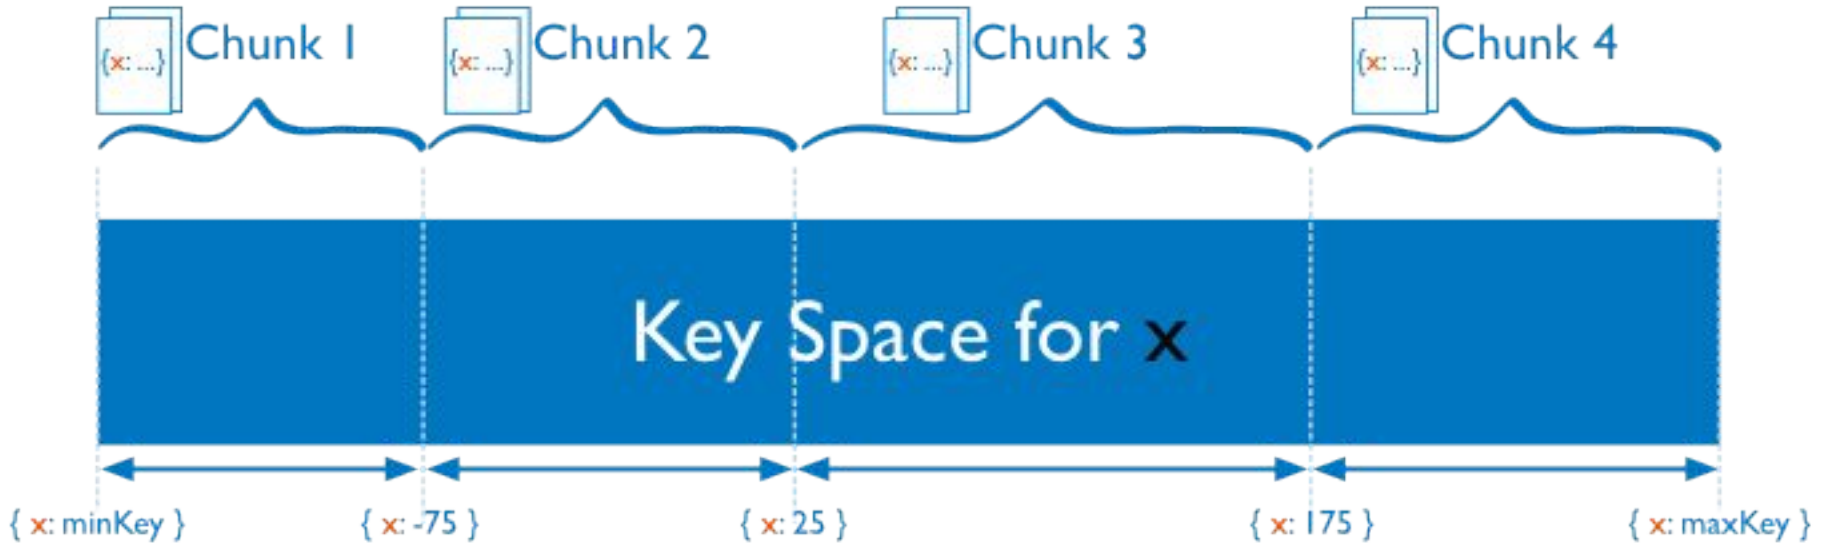 {x: ...} Chunk 1
{x: ...} Chunk 2
{x: ...} Chunk 3
{x: ...} Chunk 4
Key Space for x
{ x: minKey }
{ x: -75 }
{ x: 25 }
{ x: 175 }
{ x: maxKey }